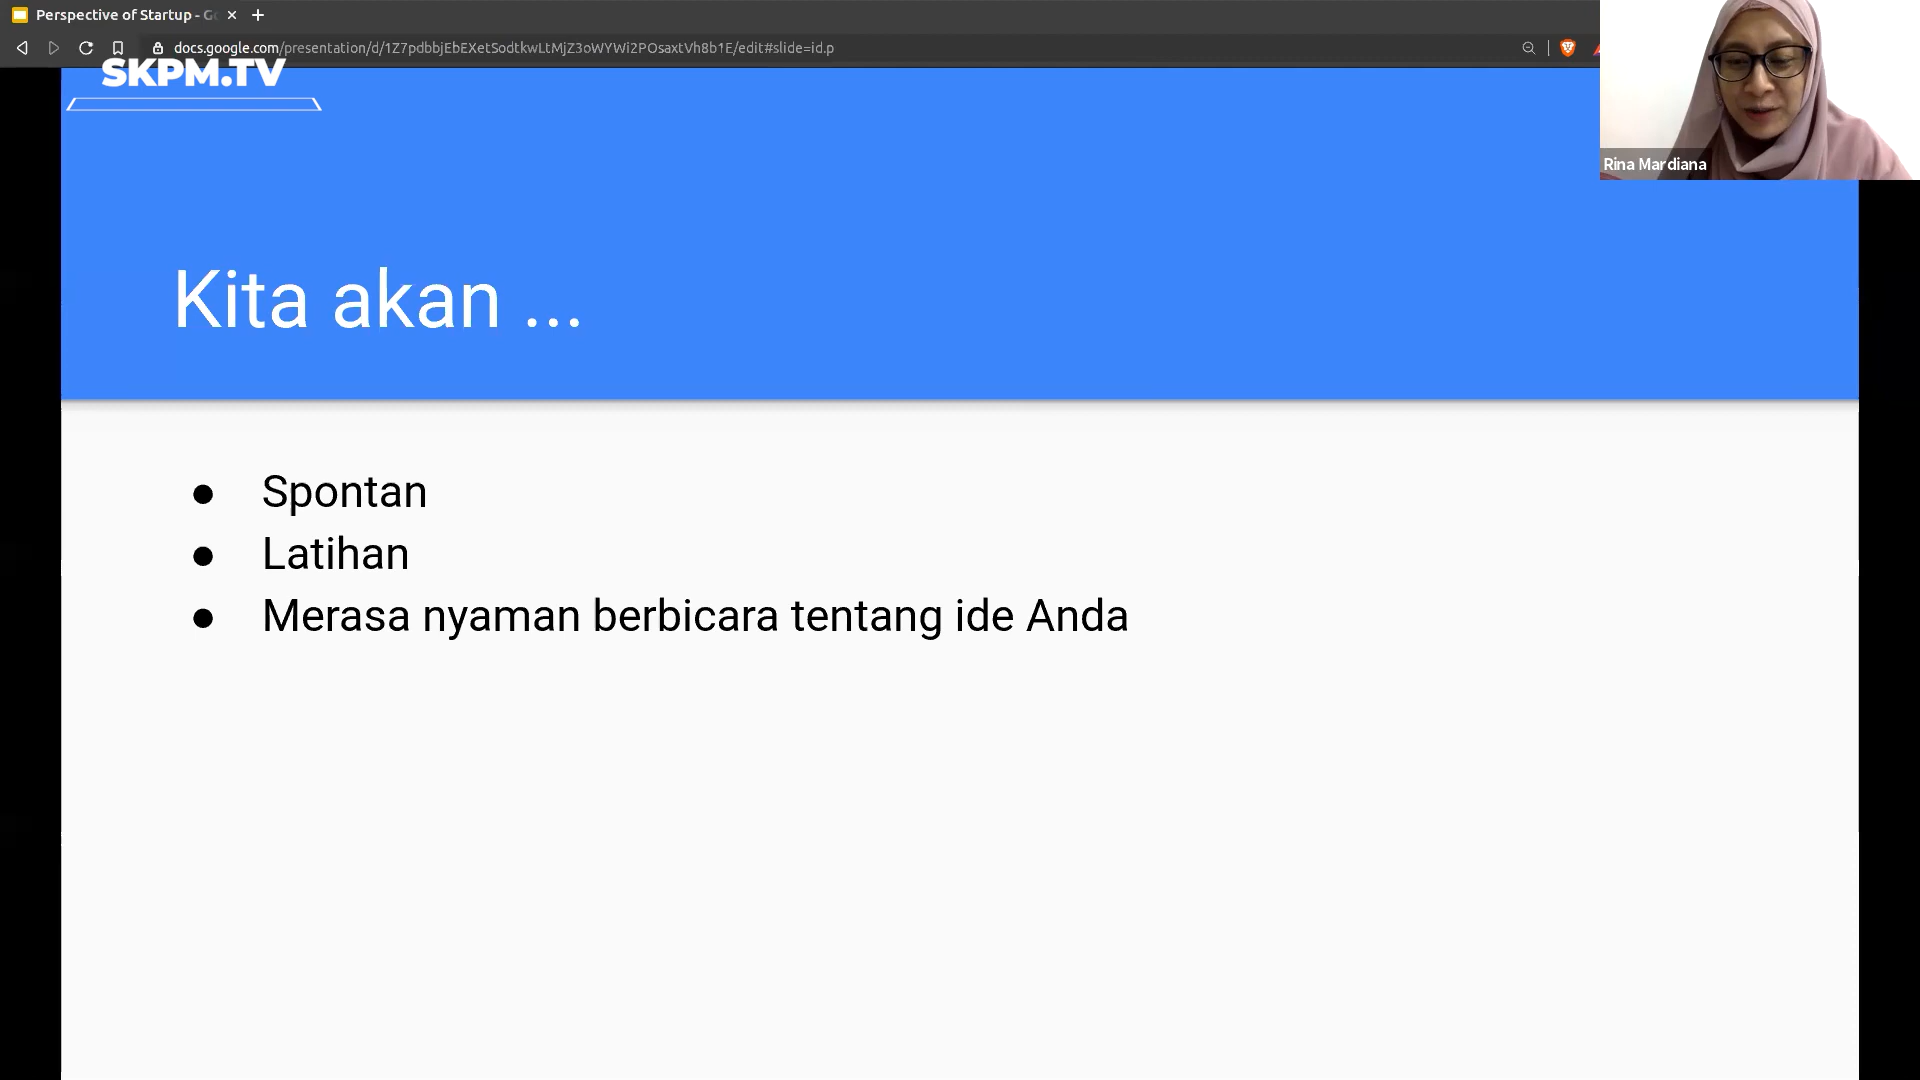 Perspective of Startup - G
docs.google.com/presentation/d/1Z7pdbbjEbEXetSodtkwLtMjZ3oWYWi2POsaxtVh8b1E/edit#slide=id.p
SKPM.TV
Rina Mardiana
Kita akan ...
● Spontan
● Latihan
● Merasa nyaman berbicara tentang ide Anda